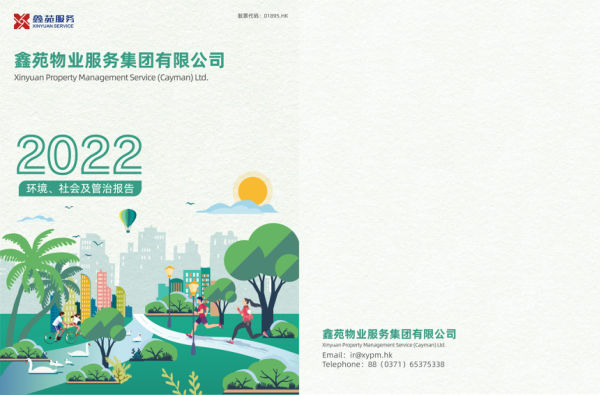 鑫苑服务
XINYUAN SERVICE
股票代码：01895.HK
鑫苑物业服务集团有限公司
Xinyuan Property Management Service (Cayman) Ltd.
2022
环境、社会及管治报告
鑫苑物业服务集团有限公司
Xinyuan Property Management Service (Cayman) Ltd.
Email：ir@xypm.hk
Telephone：88（0371）65375338